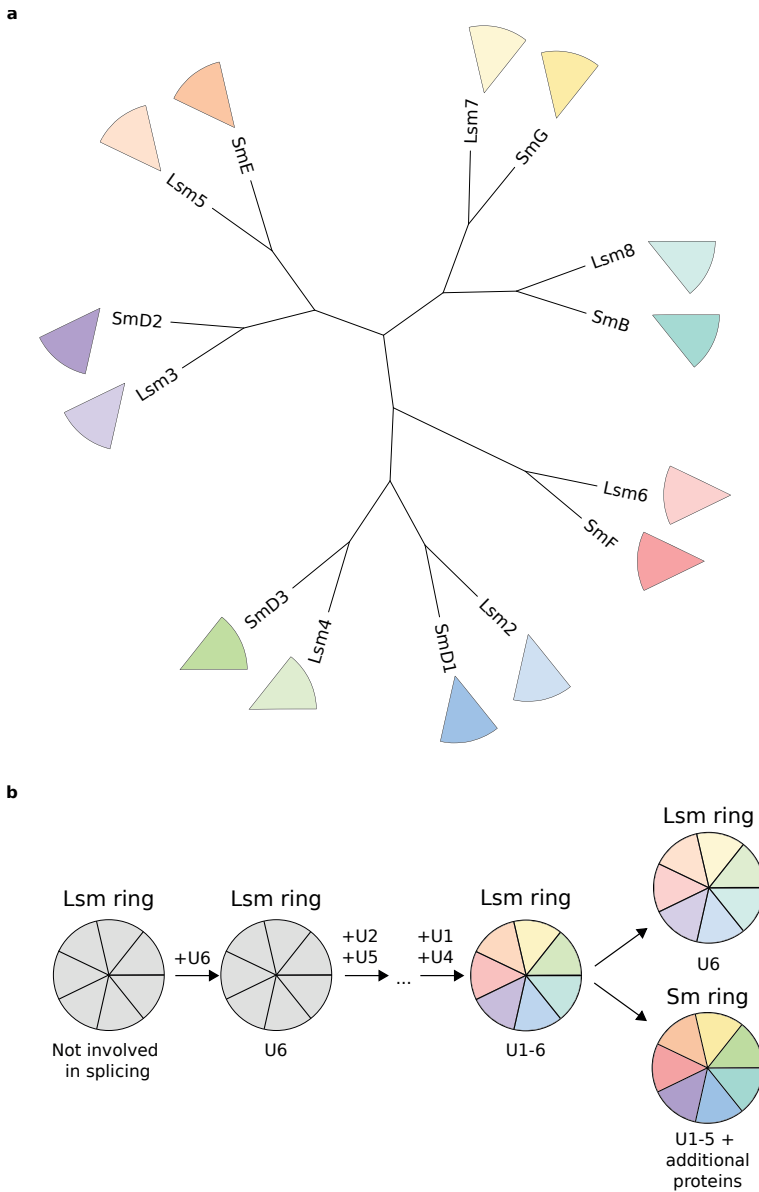 a
Lsm7
SmG
SmE
Lsm5
Lsm8
SmB
SmD2
Lsm3
Lsm6
SmF
SmD3
Lsm4
SmD1
Lsm2
b
Lsm ring
Lsm ring
Lsm ring
Lsm ring
+U6
+U2
+U5
...
+U1
+U4
Not involved
in splicing
U6
U1-6
U6
Sm ring
U1-5 +
additional
proteins